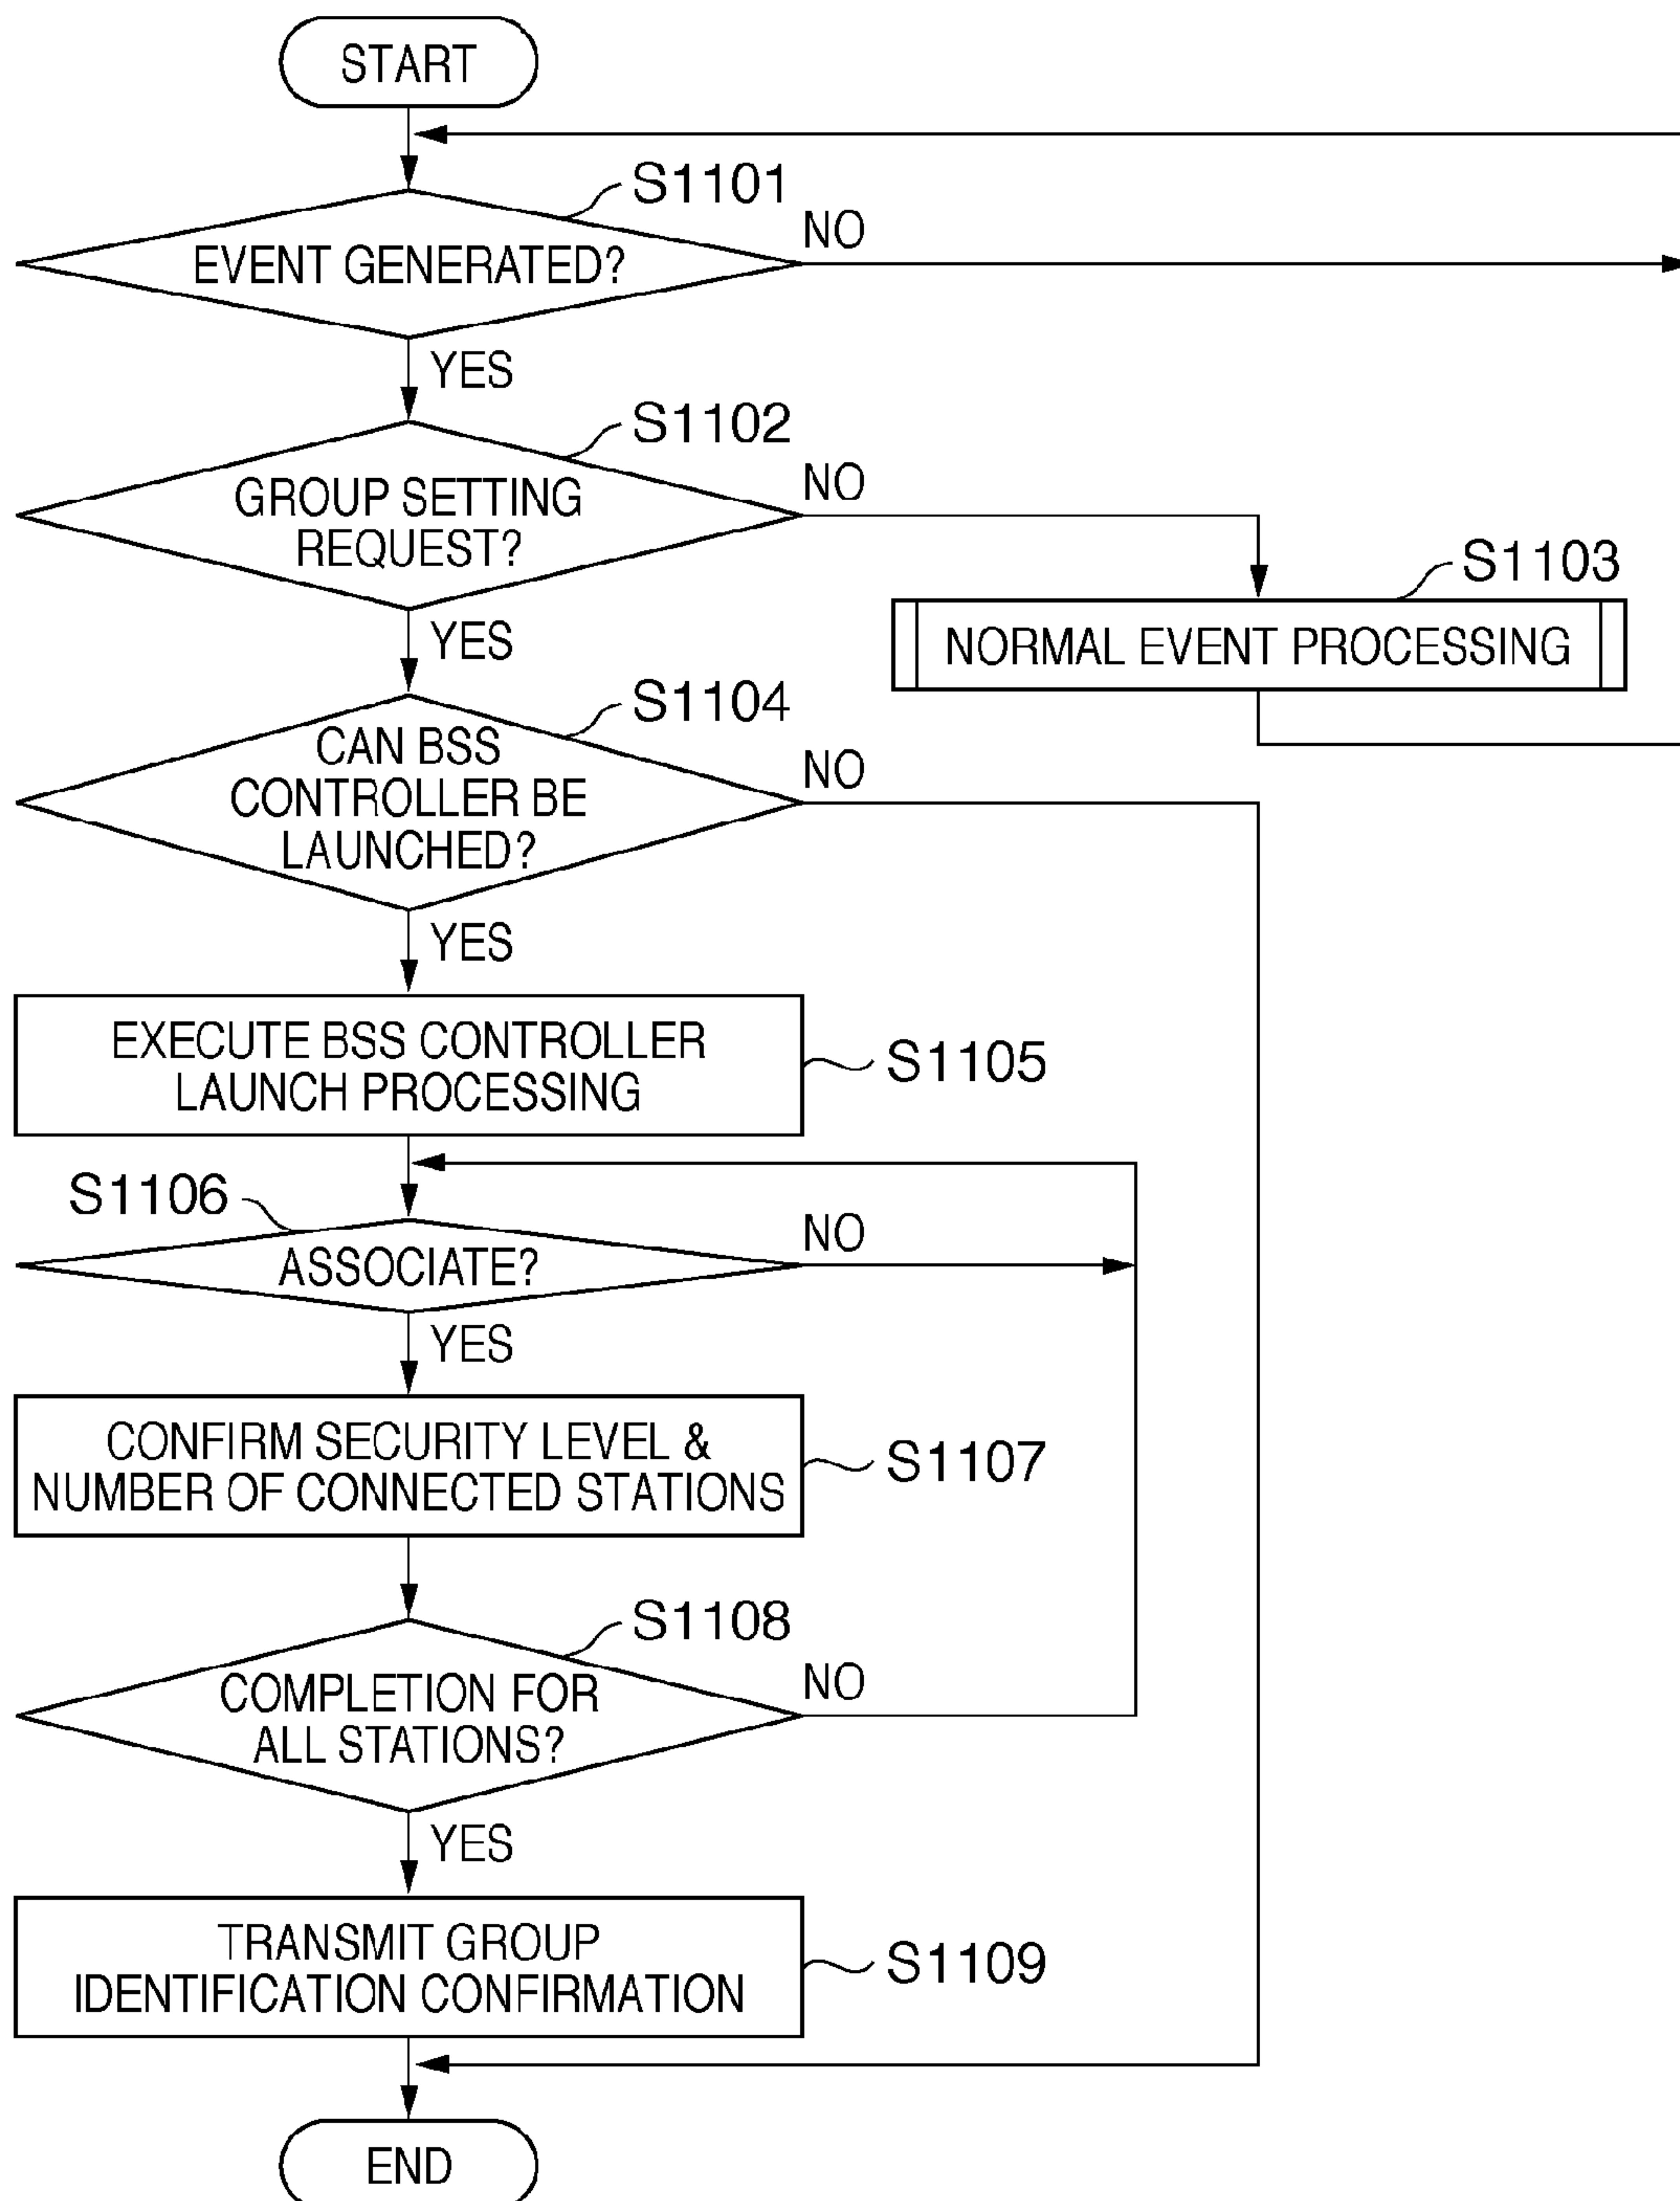 START
S1101
NO
EVENT GENERATED?
YES
S1102
NO
GROUP SETTING
REQUEST?
S1103
NORMAL EVENT PROCESSING
YES
S1104
NO
CAN BSS
CONTROLLER BE
LAUNCHED?
YES
EXECUTE BSS CONTROLLER
LAUNCH PROCESSING
S1105
S1106
NO
ASSOCIATE?
YES
CONFIRM SECURITY LEVEL &
NUMBER OF CONNECTED STATIONS
S1107
S1108
NO
COMPLETION FOR
ALL STATIONS?
YES
TRANSMIT GROUP
IDENTIFICATION CONFIRMATION
S1109
END